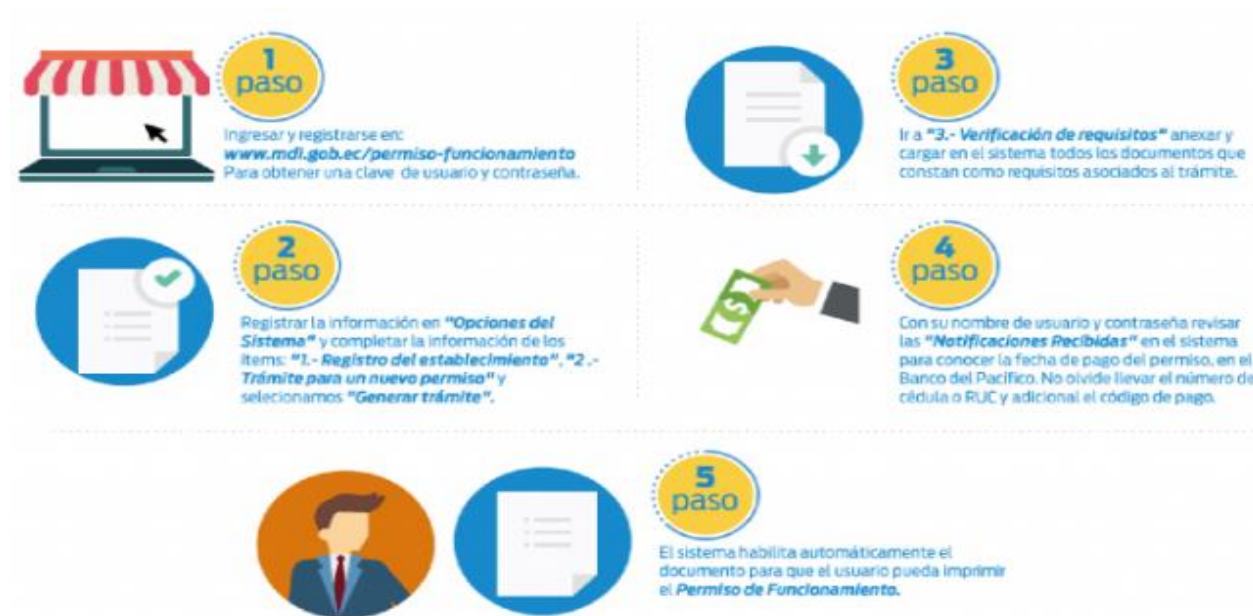 1
paso
Ingresar y registrarse en:
www.mdi.gob.ec/permiso-funcionamiento
Para obtener una clave de usuario y contraseña.
2
paso
Registrar la información en "Opciones del
Sistema" y completar la información de los
items: "1.- Registro del establecimiento", "2 .-
Trámite para un nuevo permiso" y
selecionamos "Generar trámite".
3
paso
Ir a "3.- Verificación de requisitos" anexar y
cargar en el sistema todos los documentos que
constan como requisitos asociados al trámite.
4
paso
Con su nombre de usuario y contraseña revisar
las "Notificaciones Recibidas" en el sistema
para conocer la fecha de pago del permiso, en el
Banco del Pacífico. No olvide llevar el número de
cédula o RUC y adicional el código de pago.
5
paso
El sistema habilita automáticamente el
documento para que el usuario pueda imprimir
el Permiso de Funcionamiento.